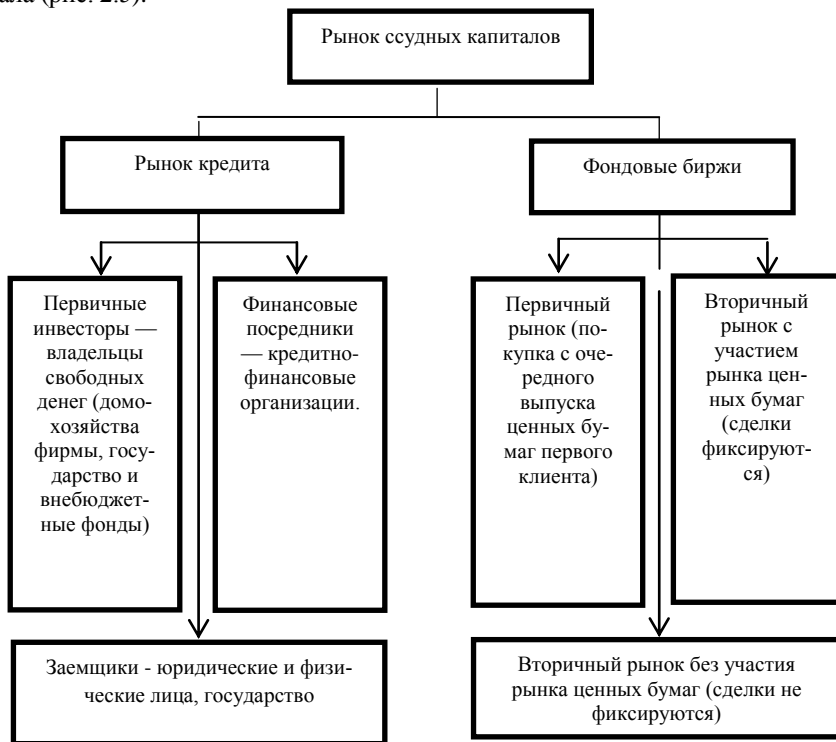 ала (рис. 2.3).
Рынок ссудных капиталов
Рынок кредита
Фондовые биржи
Первичные
инвесторы —
владельцы
свободных
денег (домо-
хозяйства
фирмы, госу-
дарство и
внебюджет-
ные фонды)
Финансовые
посредники
— кредитно-
финансовые
организации.
Первичный
рынок (по-
купка с оче-
редного
выпуска
ценных бу-
маг первого
клиента)
Вторичный
рынок с
участием
рынка цен-
ных бумаг
(сделки
фиксируют-
ся)
Заемщики - юридические и физи-
ческие лица, государство
Вторичный рынок без участия
рынка ценных бумаг (сделки не
фиксируются)